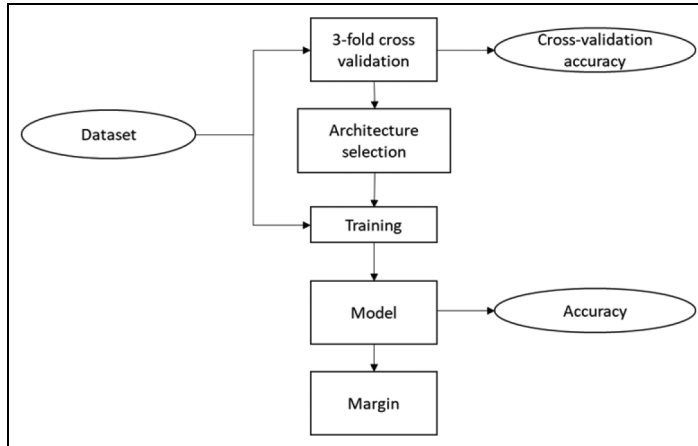 3-fold cross
validation
Cross-validation
accuracy
Dataset
Architecture
selection
Training
Model
Accuracy
Margin